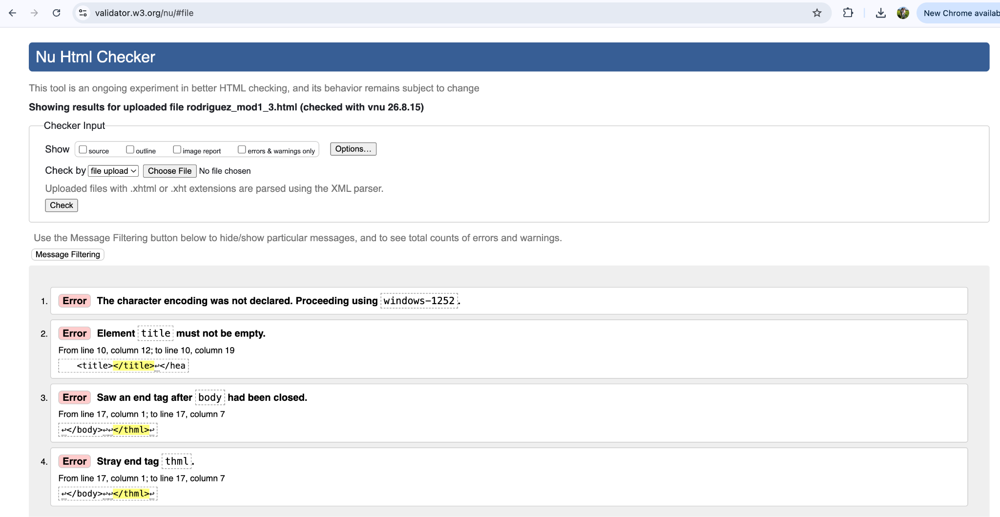 validator.w3.org/nu/#file
New Chrome availab
Nu Html Checker
This tool is an ongoing experiment in better HTML checking, and its behavior remains subject to change
Showing results for uploaded file rodriguez_mod1_3.html (checked with vnu 26.8.15)
Checker Input
Show source outline image report errors & warnings only Options...
Check by file upload Choose File No file chosen
Uploaded files with .xhtml or .xht extensions are parsed using the XML parser.
Check
Use the Message Filtering button below to hide/show particular messages, and to see total counts of errors and warnings.
Message Filtering
1. Error The character encoding was not declared. Proceeding using windows-1252.
2. Error Element title must not be empty.
From line 10, column 12; to line 10, column 19
<title></title>↩</hea
3. Error Saw an end tag after body had been closed.
From line 17, column 1; to line 17, column 7
↩</body>↩↩</thml>↩
4. Error Stray end tag thml.
From line 17, column 1; to line 17, column 7
↩</body>↩↩</thml>↩